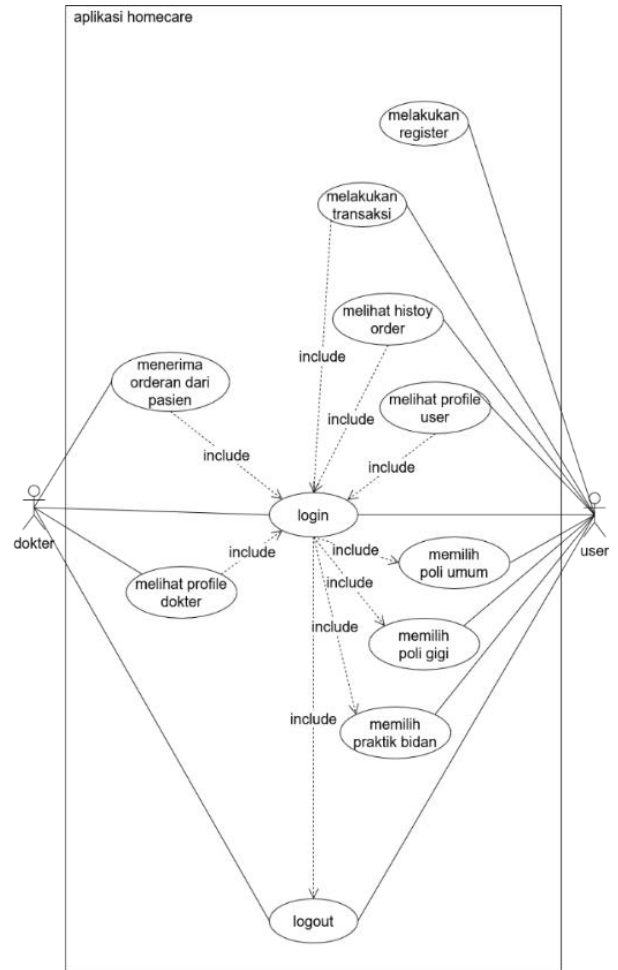 aplikasi homecare
melakukan
register
melakukan
transaksi
melihat histoy
order
include
menerima
orderan dari
pasien
melihat profile
user
include
include
include
login
dokter
user
include
include
memilih
poli umum
melihat profile
dokter
include
include
memilih
poli gigi
include
memilih
praktik bidan
logout